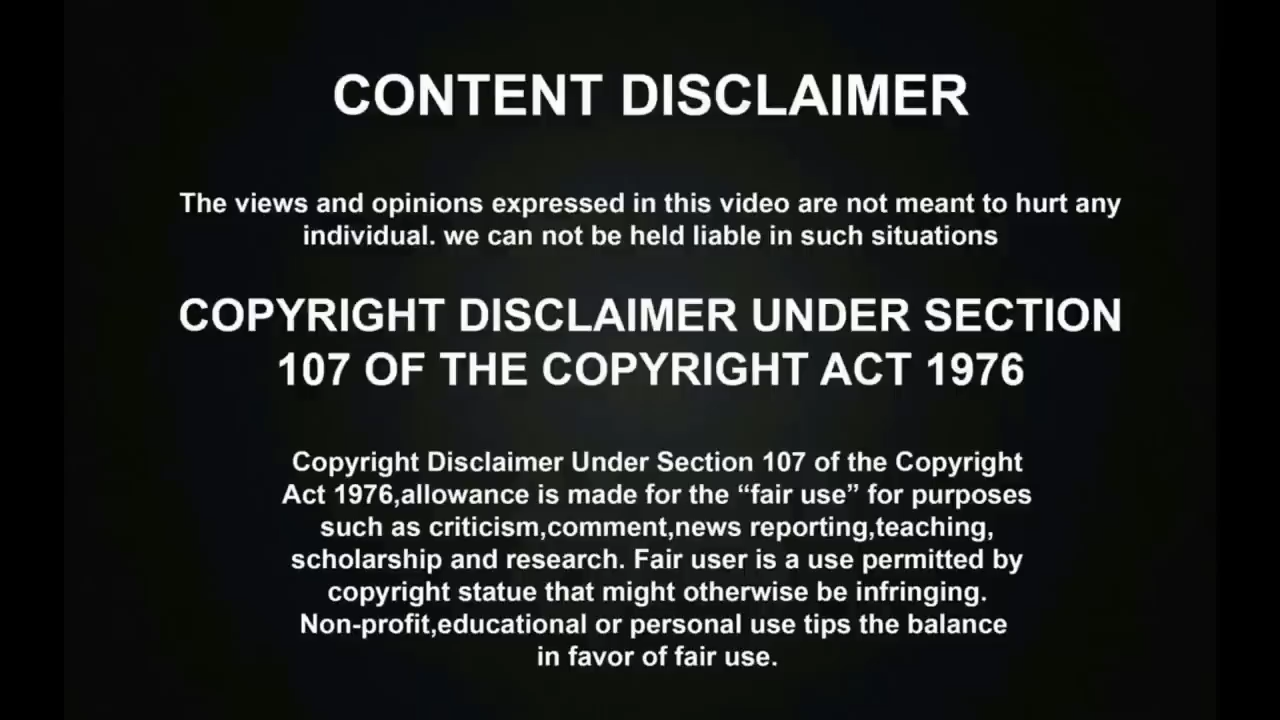 CONTENT DISCLAIMER
The views and opinions expressed in this video are not meant to hurt any
individual. we can not be held liable in such situations
COPYRIGHT DISCLAIMER UNDER SECTION
107 OF THE COPYRIGHT ACT 1976
Copyright Disclaimer Under Section 107 of the Copyright
Act 1976,allowance is made for the “fair use” for purposes
such as criticism,comment,news reporting,teaching,
scholarship and research. Fair user is a use permitted by
copyright statue that might otherwise be infringing.
Non-profit,educational or personal use tips the balance
in favor of fair use.